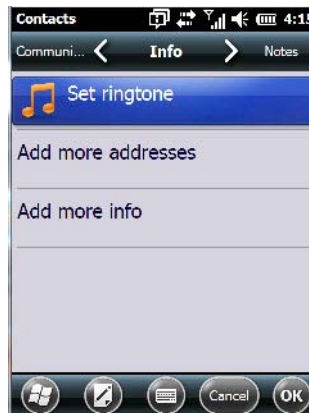 Contacts 4:15
Communi... Info Notes
Set ringtone
Add more addresses
Add more info
Cancel OK